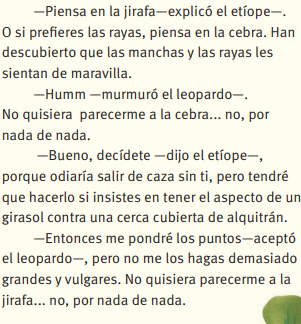 —Piensa en la jirafa—explicó el etíope—.
O si prefieres las rayas, piensa en la cebra. Han
descubierto que las manchas y las rayas les
sientan de maravilla.
—Humm —murmuró el leopardo—.
No quisiera parecerme a la cebra... no, por
nada de nada.
—Bueno, decídete —dijo el etíope—,
porque odiaría salir de caza sin ti, pero tendré
que hacerlo si insistes en tener el aspecto de un
girasol contra una cerca cubierta de alquitrán.
—Entonces me pondré los puntos—aceptó
el leopardo—, pero no me los hagas demasiado
grandes y vulgares. No quisiera parecerme a la
jirafa... no, por nada de nada.